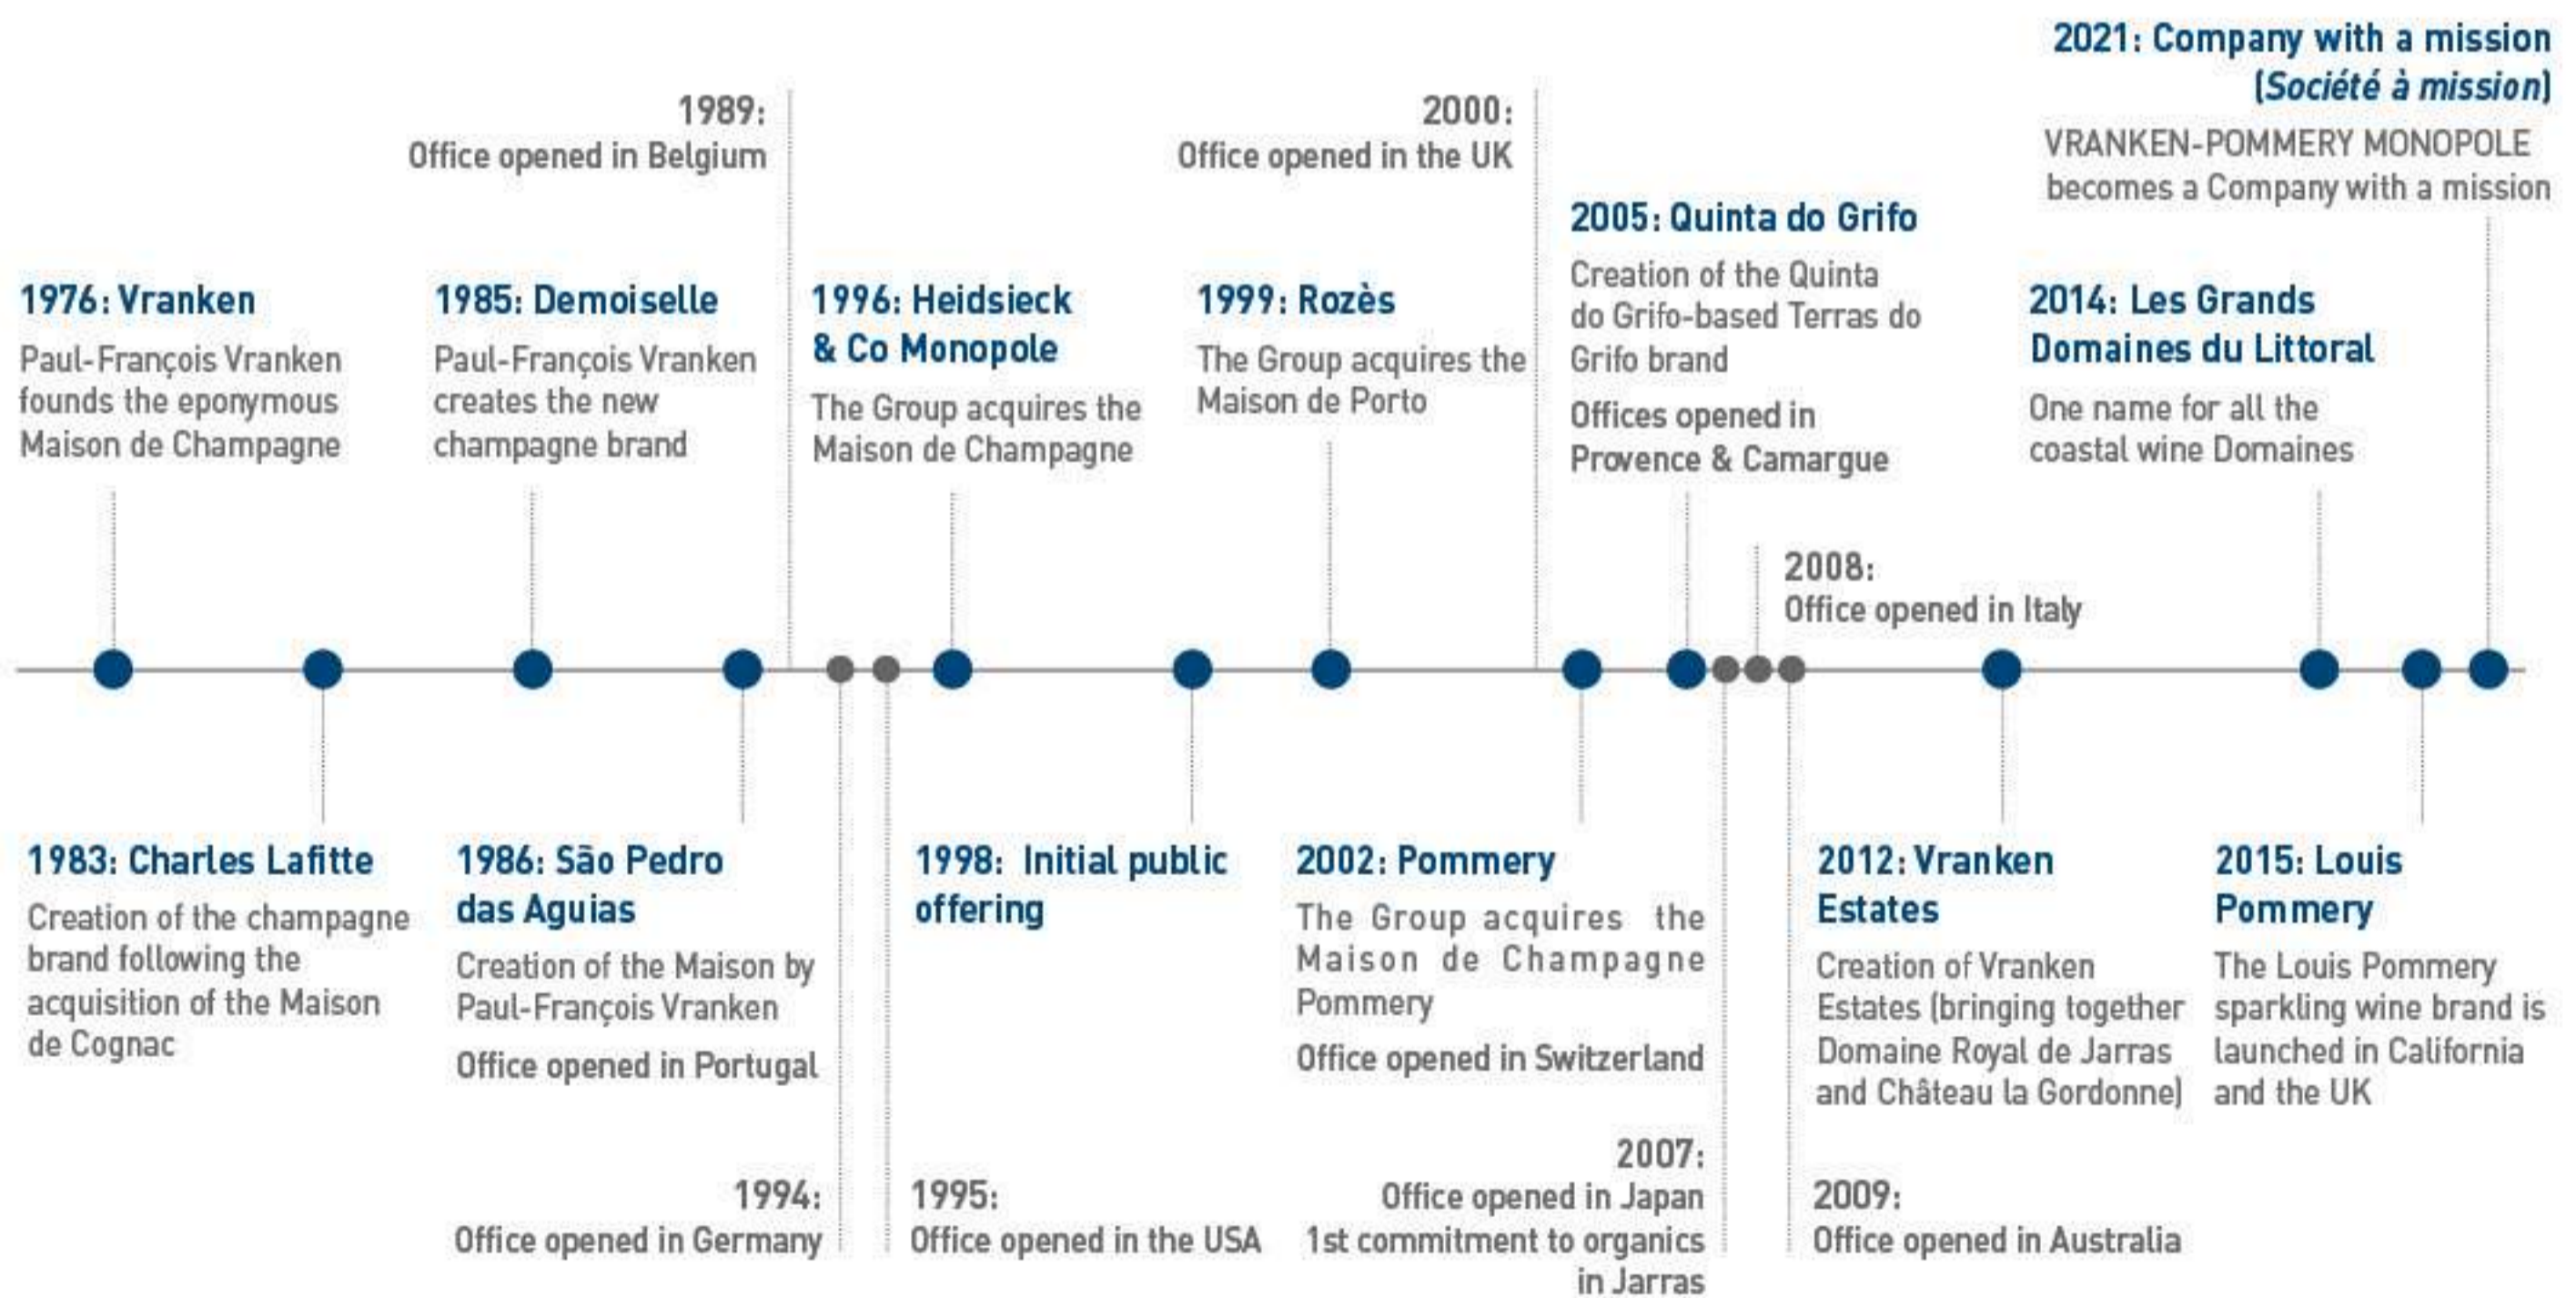 2021: Company with a mission
(Société à mission)
VRANKEN-POMMERY MONOPOLE
becomes a Company with a mission
1989:
Office opened in Belgium
2000:
Office opened in the UK
1976: Vranken
Paul-François Vranken
founds the eponymous
Maison de Champagne
1985: Demoiselle
Paul-François Vranken
creates the new
champagne brand
1996: Heidsieck
& Co Monopole
The Group acquires the
Maison de Champagne
1999: Rozès
The Group acquires the
Maison de Porto
2005: Quinta do Grifo
Creation of the Quinta
do Grifo-based Terras do
Grifo brand
Offices opened in
Provence & Camargue
2014: Les Grands
Domaines du Littoral
One name for all the
coastal wine Domaines
2008:
Office opened in Italy
1983: Charles Lafitte
Creation of the champagne
brand following the
acquisition of the Maison
de Cognac
1986: São Pedro
das Aguias
Creation of the Maison by
Paul-François Vranken
Office opened in Portugal
1998: Initial public
offering
2002: Pommery
The Group acquires the
Maison de Champagne
Pommery
Office opened in Switzerland
2012: Vranken
Estates
Creation of Vranken
Estates (bringing together
Domaine Royal de Jarras
and Château la Gordonne)
2015: Louis
Pommery
The Louis Pommery
sparkling wine brand is
launched in California
and the UK
1994:
Office opened in Germany
1995:
Office opened in the USA
2007:
Office opened in Japan
1st commitment to organics
in Jarras
2009:
Office opened in Australia